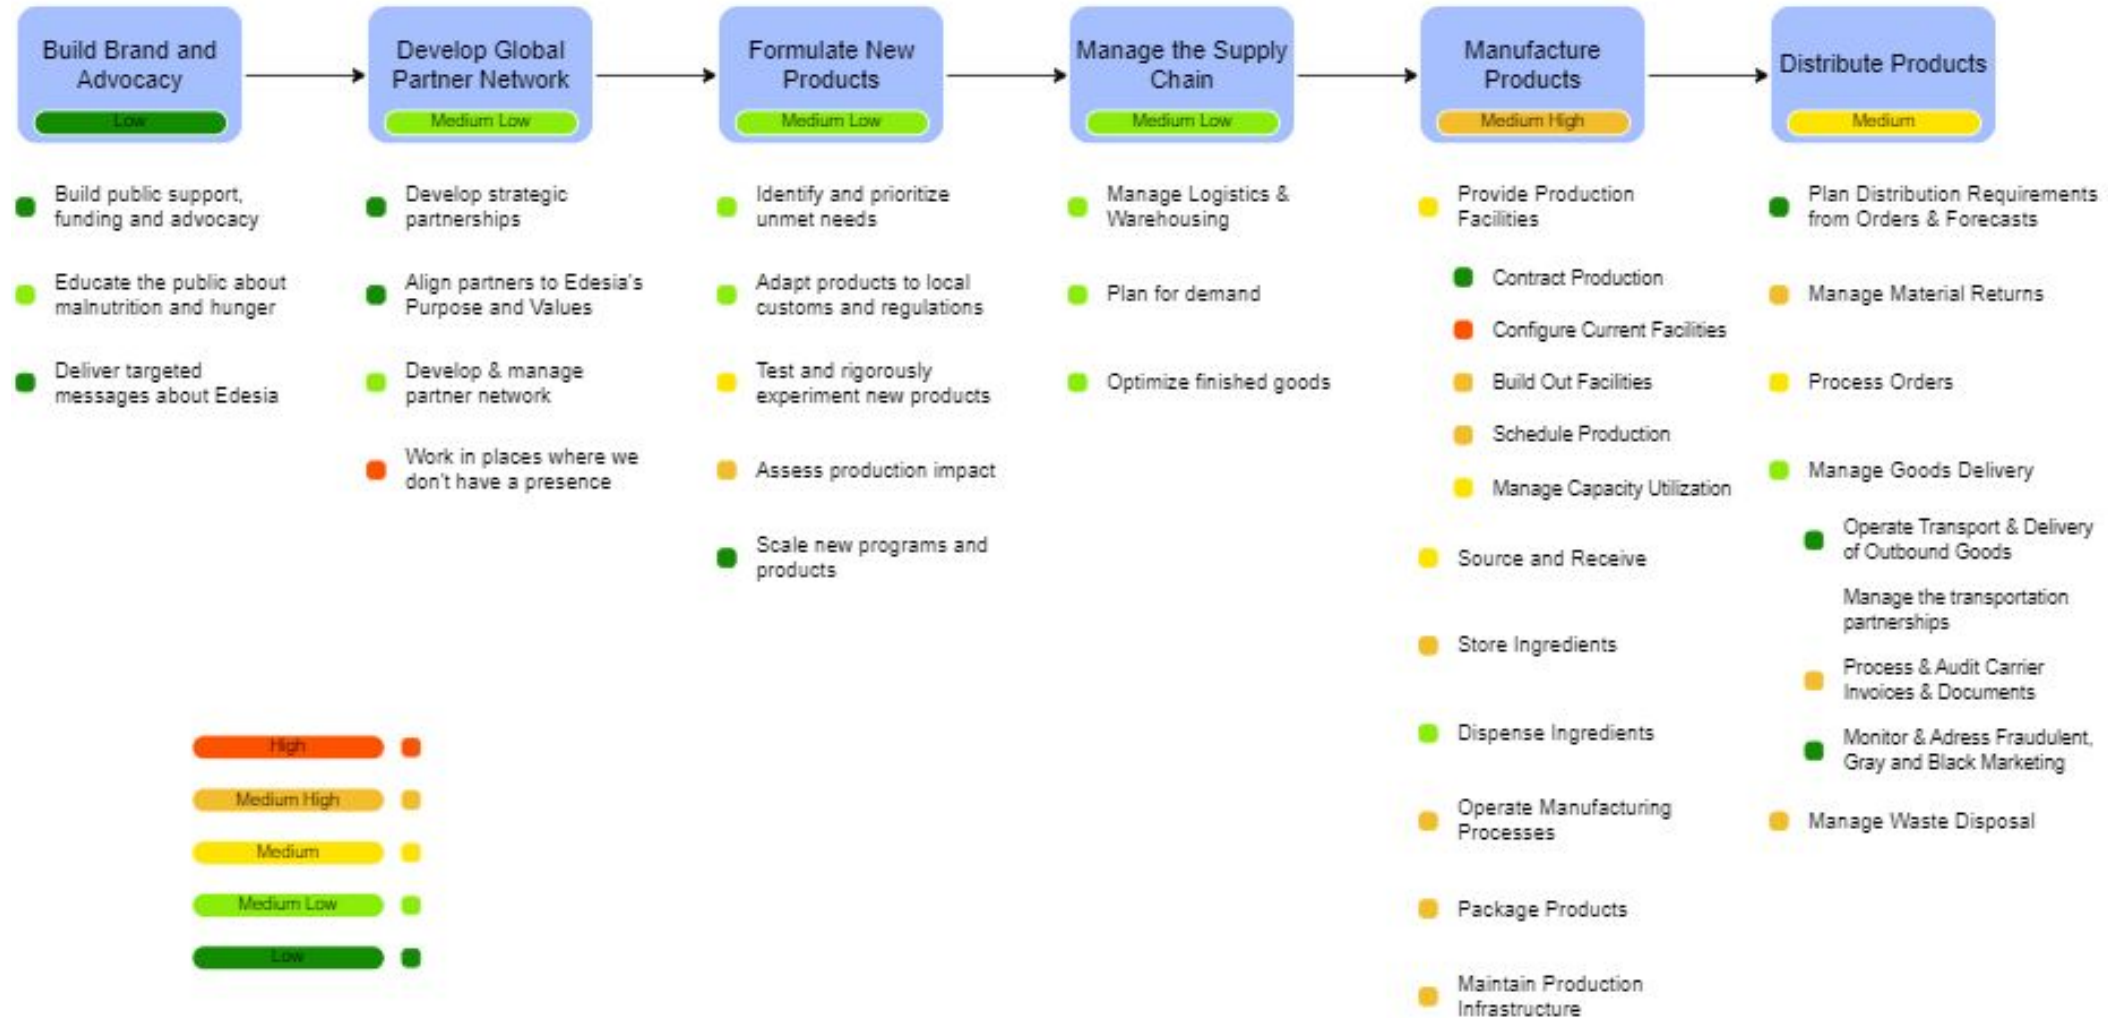 Build Brand and
Advocacy
Low
Build public support,
funding and advocacy
Educate the public about
malnutrition and hunger
Deliver targeted
messages about Edesia
Develop Global
Partner Network
Medium Low
Develop strategic
partnerships
Align partners to Edesia's
Purpose and Values
Develop & manage
partner network
Work in places where we
don't have a presence
Formulate New
Products
Medium Low
Identify and prioritize
unmet needs
Adapt products to local
customs and regulations
Test and rigorously
experiment new products
Assess production impact
Scale new programs and
products
Manage the Supply
Chain
Medium Low
Manage Logistics &
Warehousing
Plan for demand
Optimize finished goods
Manufacture
Products
Medium High
Provide Production
Facilities
Contract Production
Configure Current Facilities
Build Out Facilities
Schedule Production
Manage Capacity Utilization
Source and Receive
Store Ingredients
Dispense Ingredients
Operate Manufacturing
Processes
Package Products
Maintain Production
Infrastructure
Distribute Products
Medium
Plan Distribution Requirements
from Orders & Forecasts
Manage Material Returns
Process Orders
Manage Goods Delivery
Operate Transport & Delivery
of Outbound Goods
Manage the transportation
partnerships
Process & Audit Carrier
Invoices & Documents
Monitor & Adress Fraudulent,
Gray and Black Marketing
Manage Waste Disposal
High
Medium High
Medium
Medium Low
Low